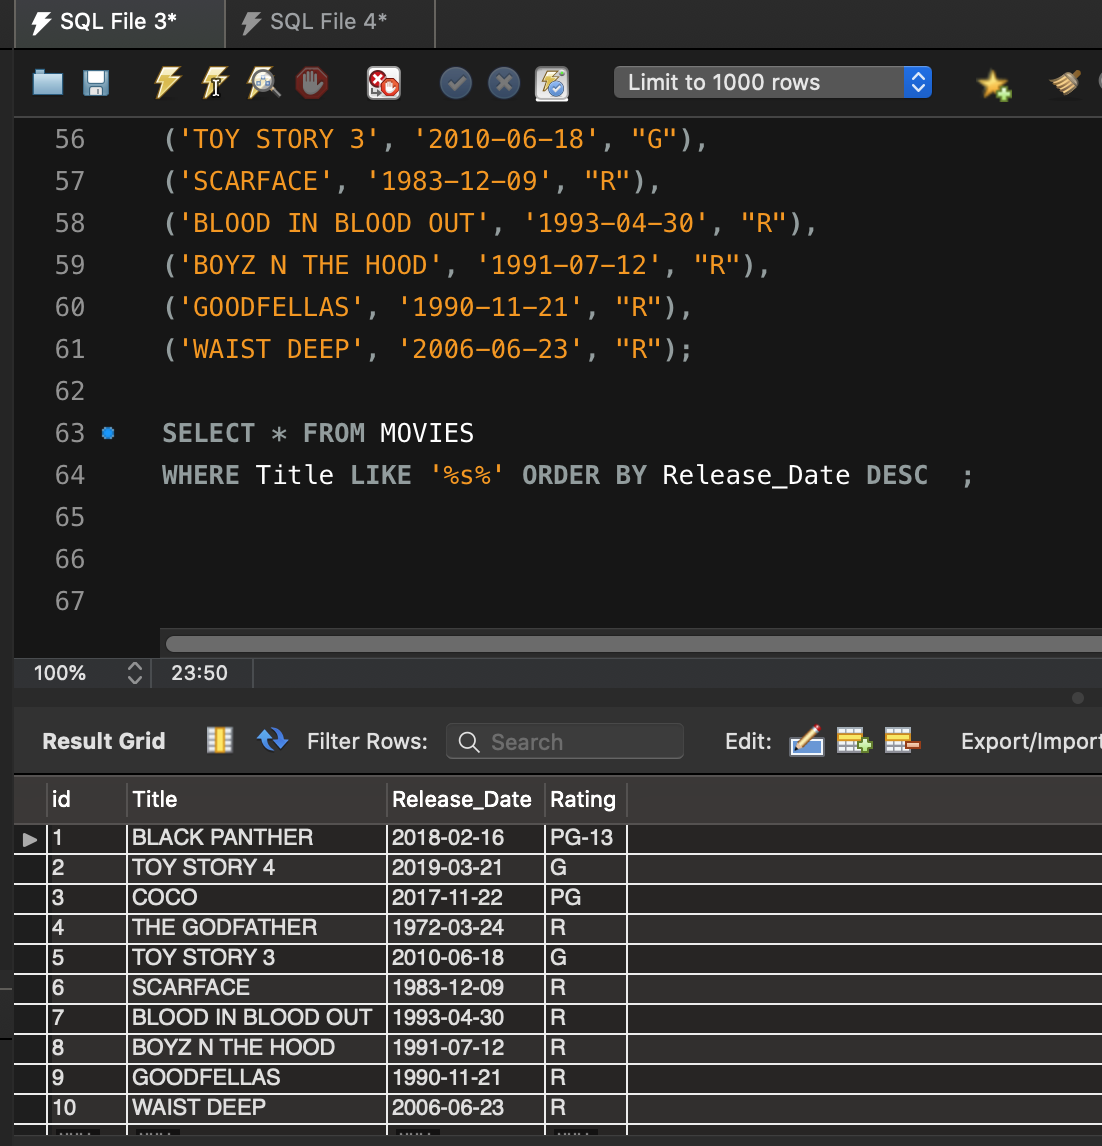 SQL File 3* SQL File 4*
Limit to 1000 rows
56 ('TOY STORY 3', '2010-06-18', "G"),
57 ('SCARFACE', '1983-12-09', "R"),
58 ('BLOOD IN BLOOD OUT', '1993-04-30', "R"),
59 ('BOYZ N THE HOOD', '1991-07-12', "R"),
60 ('GOODFELLAS', '1990-11-21', "R"),
61 ('WAIST DEEP', '2006-06-23', "R");
62
63 SELECT * FROM MOVIES
64 WHERE Title LIKE '%s%' ORDER BY Release_Date DESC ;
65
66
67
100% 23:50
Result Grid Filter Rows: Search Edit: Export/Import
id Title Release_Date Rating
1 BLACK PANTHER 2018-02-16 PG-13
2 TOY STORY 4 2019-03-21 G
3 COCO 2017-11-22 PG
4 THE GODFATHER 1972-03-24 R
5 TOY STORY 3 2010-06-18 G
6 SCARFACE 1983-12-09 R
7 BLOOD IN BLOOD OUT 1993-04-30 R
8 BOYZ N THE HOOD 1991-07-12 R
9 GOODFELLAS 1990-11-21 R
10 WAIST DEEP 2006-06-23 R